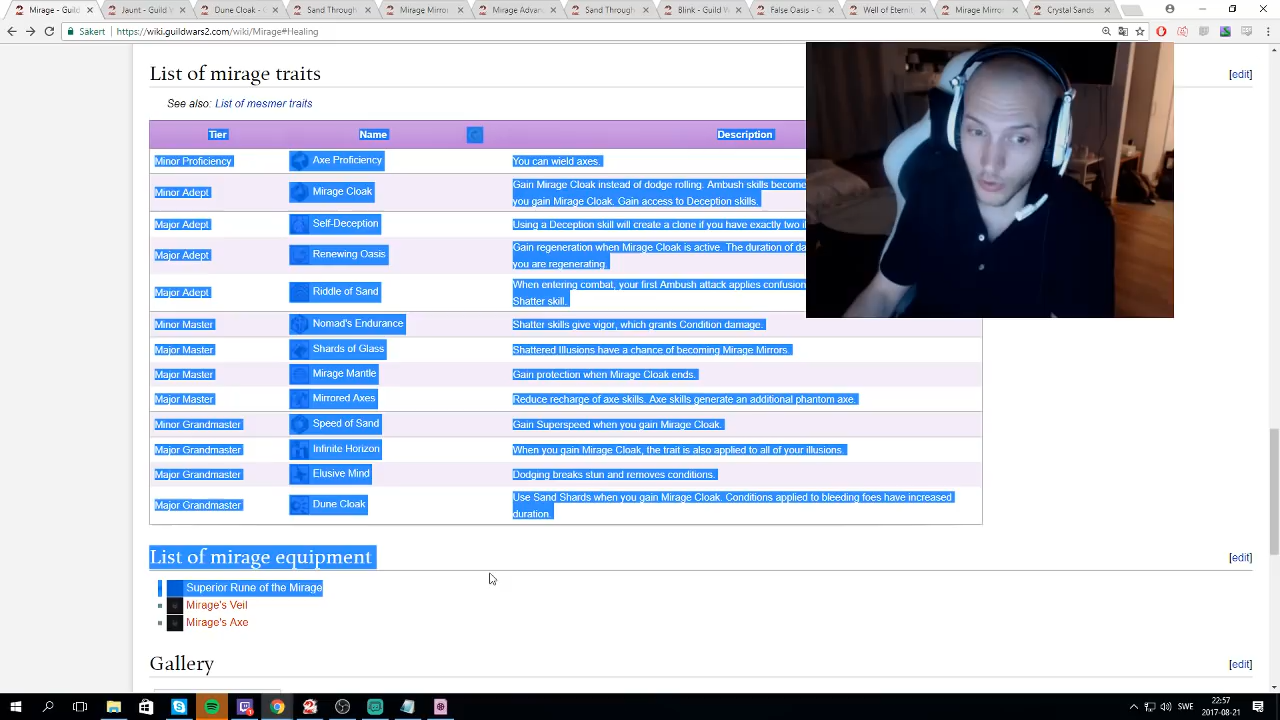 Mirage - Guild
Jaunt - Guild W
Sand Through
Mirage Mirror
Mirage Advanc
Sand Through
Blink - Guild W
False Oasis - G
Well of Eterni
Mirage Mirror
Crystal Sands
Säkert
https://wiki.guildwars2.com/wiki/Mirage#Healing
List of mirage traits
[edit]
See also: List of mesmer traits
Tier Name Description
Minor Proficiency Axe Proficiency You can wield axes.
Minor Adept Mirage Cloak Gain Mirage Cloak instead of dodge rolling. Ambush skills become
you gain Mirage Cloak. Gain access to Deception skills.
Major Adept Self-Deception Using a Deception skill will create a clone if you have exactly two
Major Adept Renewing Oasis Gain regeneration when Mirage Cloak is active. The duration of da
you are regenerating.
Major Adept Riddle of Sand When entering combat, your first Ambush attack applies confusion
Shatter skill.
Minor Master Nomad's Endurance Shatter skills give vigor, which grants Condition damage.
Major Master Shards of Glass Shattered Illusions have a chance of becoming Mirage Mirrors.
Major Master Mirage Mantle Gain protection when Mirage Cloak ends.
Major Master Mirrored Axes Reduce recharge of axe skills. Axe skills generate an additional phantom axe.
Minor Grandmaster Speed of Sand Gain Superspeed when you gain Mirage Cloak.
Major Grandmaster Infinite Horizon When you gain Mirage Cloak, the trait is also applied to all of your illusions.
Major Grandmaster Elusive Mind Dodging breaks stun and removes conditions.
Major Grandmaster Dune Cloak Use Sand Shards when you gain Mirage Cloak. Conditions applied to bleeding foes have increased
duration.
List of mirage equipment [edit]
Superior Rune of the Mirage
Mirage's Veil
Mirage's Axe
Gallery [edit]
SWE
22:57
2017-08-21